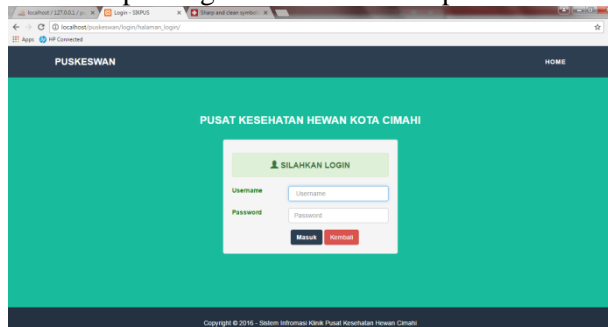 localhost / 127.0.0.1 / p
Login - SIKPUS
Sharp and clean symbol
localhost/puskeswan/login/halaman_login/
Apps
HP Connected
PUSKESWAN
HOME
PUSAT KESEHATAN HEWAN KOTA CIMAHI
SILAHKAN LOGIN
Username
Username
Password
Password
Masuk
Kembali
Copyright © 2016 - Sistem Infromasi Klinik Pusat Kesehatan Hewan Cimahi